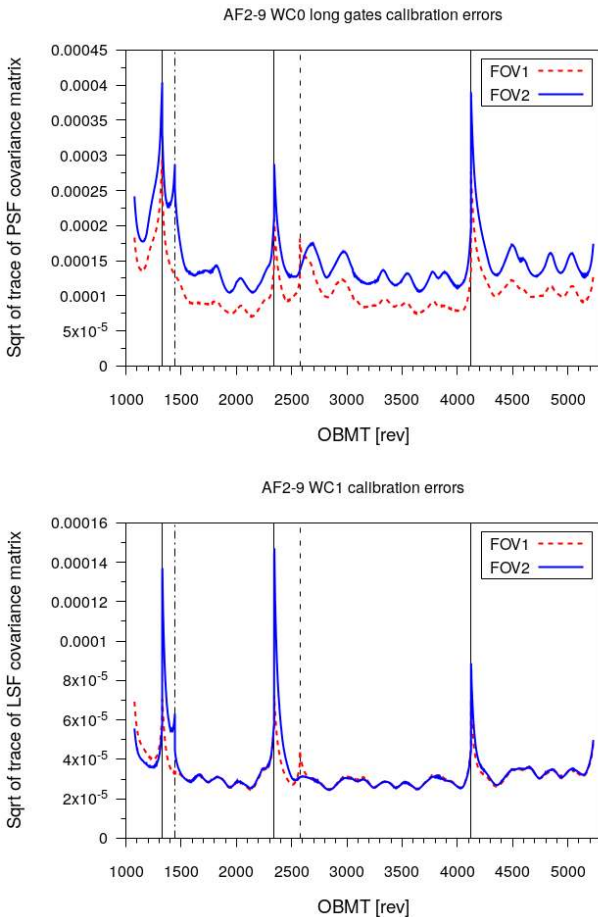 AF2-9 WC0 long gates calibration errors
0.00045
0.0004
0.00035
0.0003
0.00025
0.0002
0.00015
0.0001
5x10⁻⁵
0
Sqrt of trace of PSF covariance matrix
FOV1
FOV2
1000 1500 2000 2500 3000 3500 4000 4500 5000
OBMT [rev]
AF2-9 WC1 calibration errors
0.00016
0.00014
0.00012
0.0001
8x10⁻⁵
6x10⁻⁵
4x10⁻⁵
2x10⁻⁵
0
Sqrt of trace of LSF covariance matrix
FOV1
FOV2
1000 1500 2000 2500 3000 3500 4000 4500 5000
OBMT [rev]